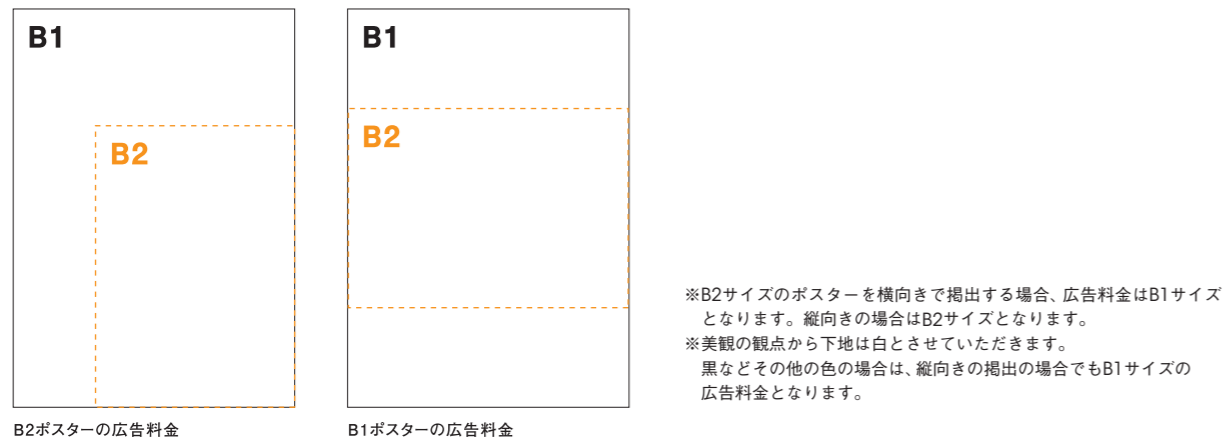 B1
B2
B2ポスターの広告料金
B1
B2
B1ポスターの広告料金
※B2サイズのポスターを横向きで掲出する場合、広告料金はB1サイズ
となります。縦向きの場合はB2サイズとなります。
※美観の観点から下地は白とさせていただきます。
黒などその他の色の場合は、縦向きの掲出の場合でもB1サイズの
広告料金となります。